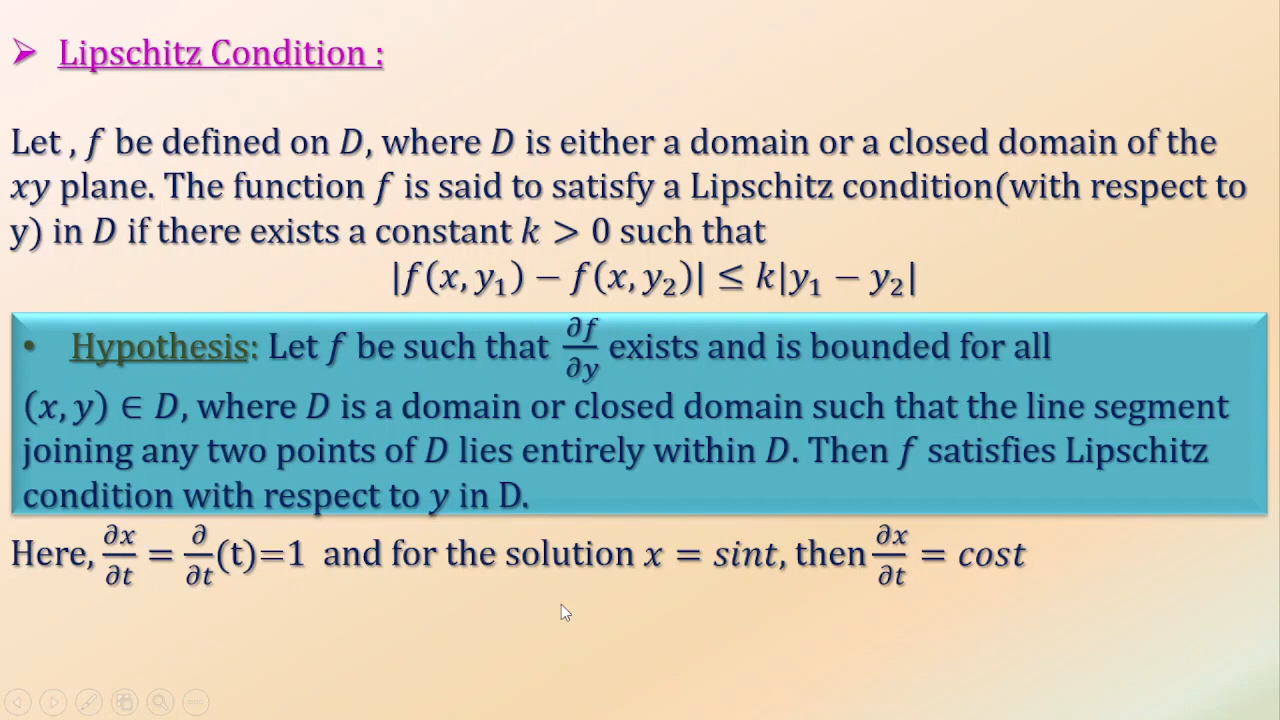 ➢ Lipschitz Condition :
Let , f be defined on D, where D is either a domain or a closed domain of the
xy plane. The function f is said to satisfy a Lipschitz condition(with respect to
y) in D if there exists a constant k > 0 such that
|f(x, y₁) − f(x, y₂)| ≤ k|y₁ − y₂|
• Hypothesis: Let f be such that ∂f/∂y exists and is bounded for all
(x, y) ∈ D, where D is a domain or closed domain such that the line segment
joining any two points of D lies entirely within D. Then f satisfies Lipschitz
condition with respect to y in D.
Here, ∂x/∂t = ∂/∂t (t)=1 and for the solution x = sint, then ∂x/∂t = cost